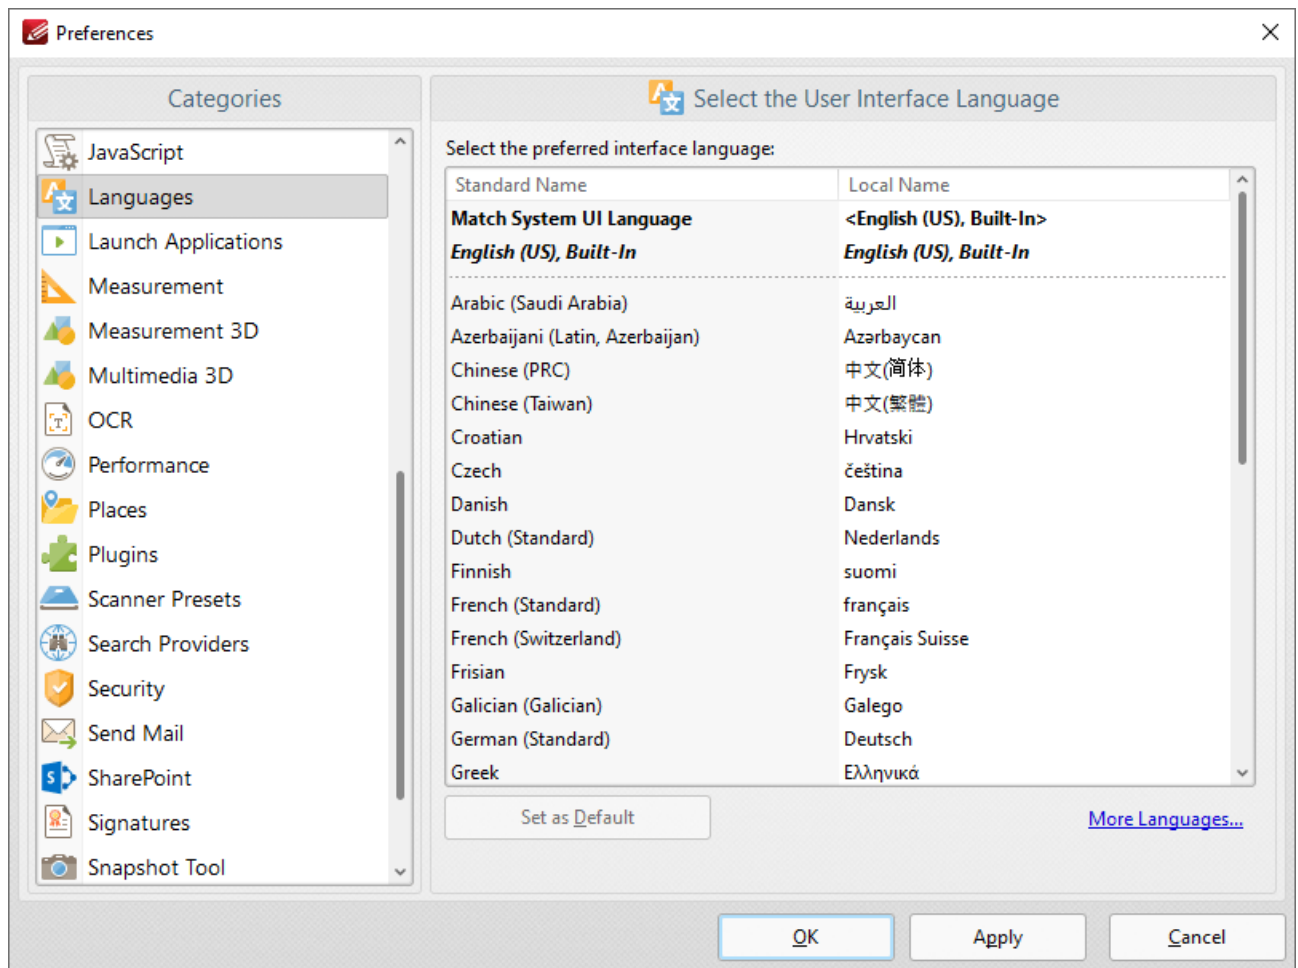 Preferences
Categories
JavaScript
Languages
Launch Applications
Measurement
Measurement 3D
Multimedia 3D
OCR
Performance
Places
Plugins
Scanner Presets
Search Providers
Security
Send Mail
SharePoint
Signatures
Snapshot Tool
Select the User Interface Language
Select the preferred interface language:
Standard Name Local Name
Match System UI Language <English (US), Built-In>
English (US), Built-In English (US), Built-In
Arabic (Saudi Arabia) العربية
Azerbaijani (Latin, Azerbaijan) Azərbaycan
Chinese (PRC) 中文(简体)
Chinese (Taiwan) 中文(繁體)
Croatian Hrvatski
Czech čeština
Danish Dansk
Dutch (Standard) Nederlands
Finnish suomi
French (Standard) français
French (Switzerland) Français Suisse
Frisian Frysk
Galician (Galician) Galego
German (Standard) Deutsch
Greek Ελληνικά
Set as Default More Languages...
OK Apply Cancel